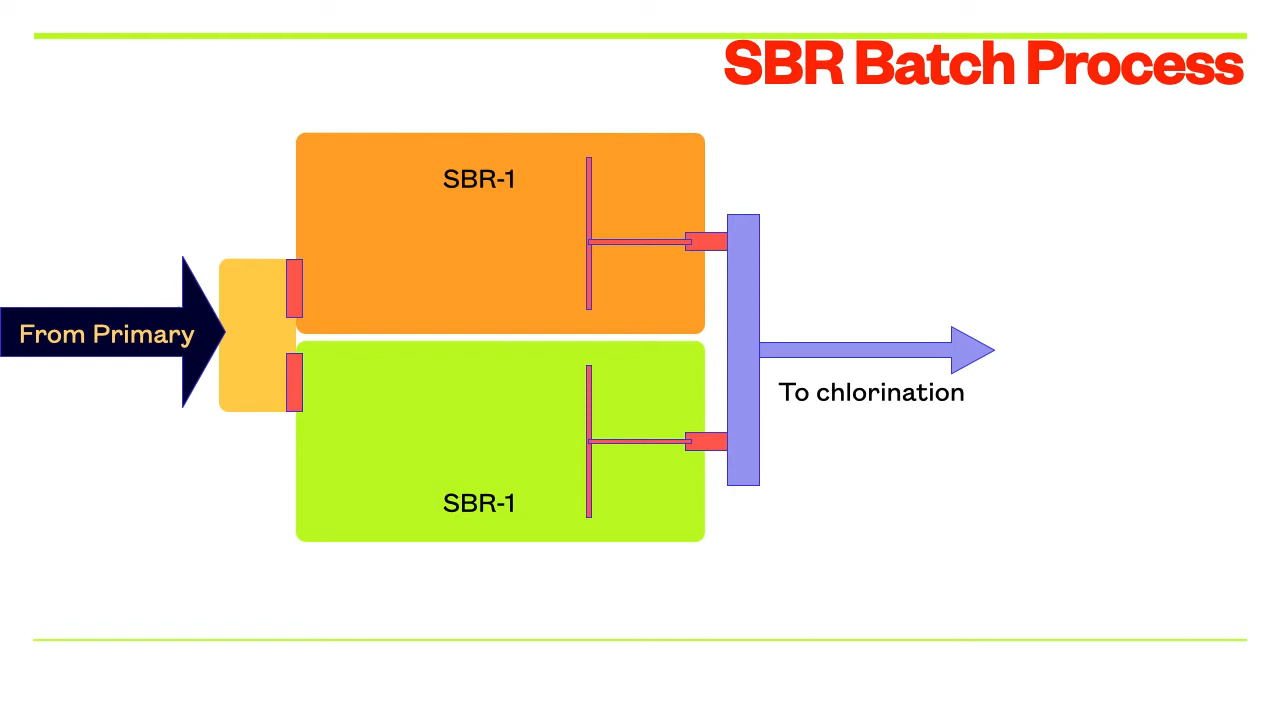 SBR Batch Process
SBR-1
From Primary
To chlorination
SBR-1